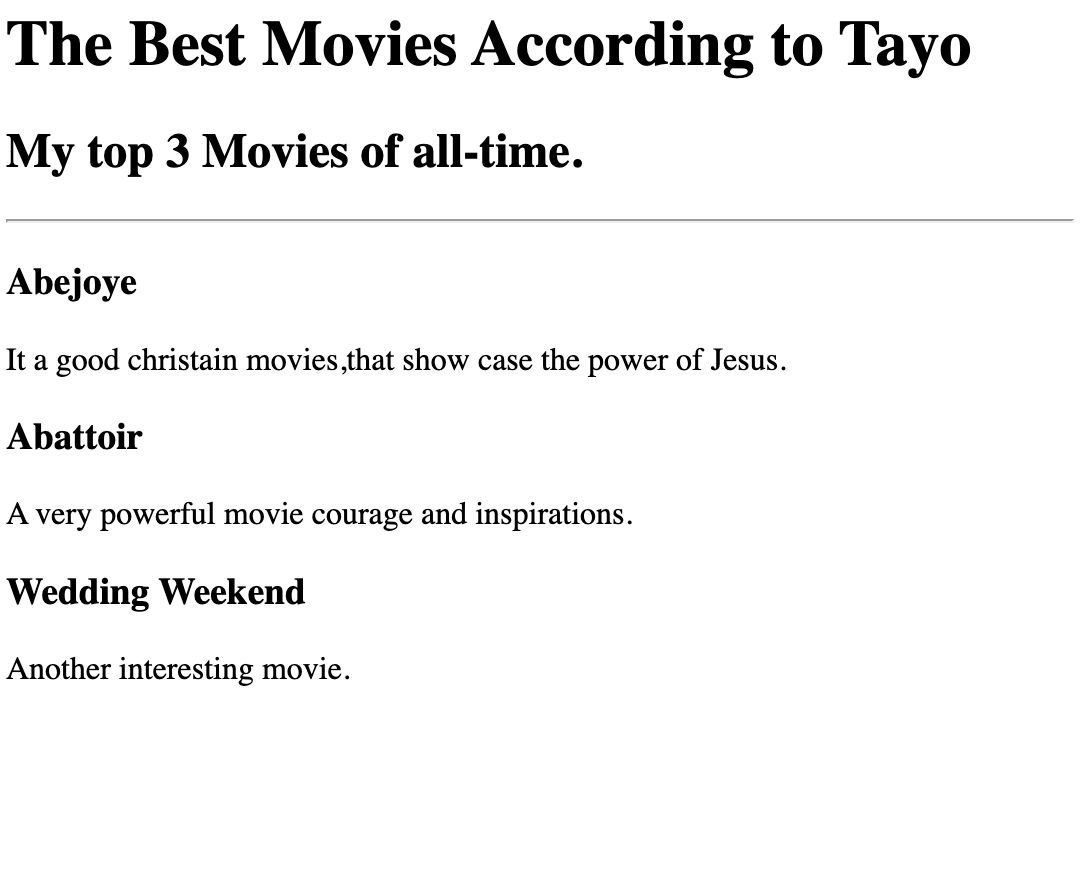 The Best Movies According to Tayo
My top 3 Movies of all-time.
Abejoye
It a good christain movies,that show case the power of Jesus.
Abattoir
A very powerful movie courage and inspirations.
Wedding Weekend
Another interesting movie.